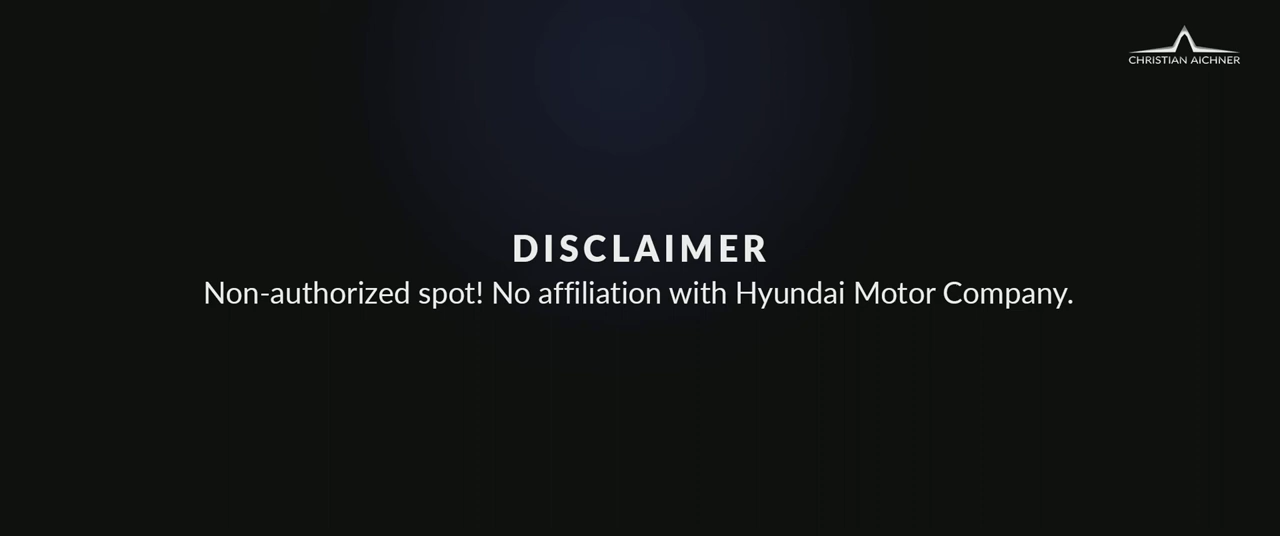 CHRISTIAN AICHNER
DISCLAIMER
Non-authorized spot! No affiliation with Hyundai Motor Company.